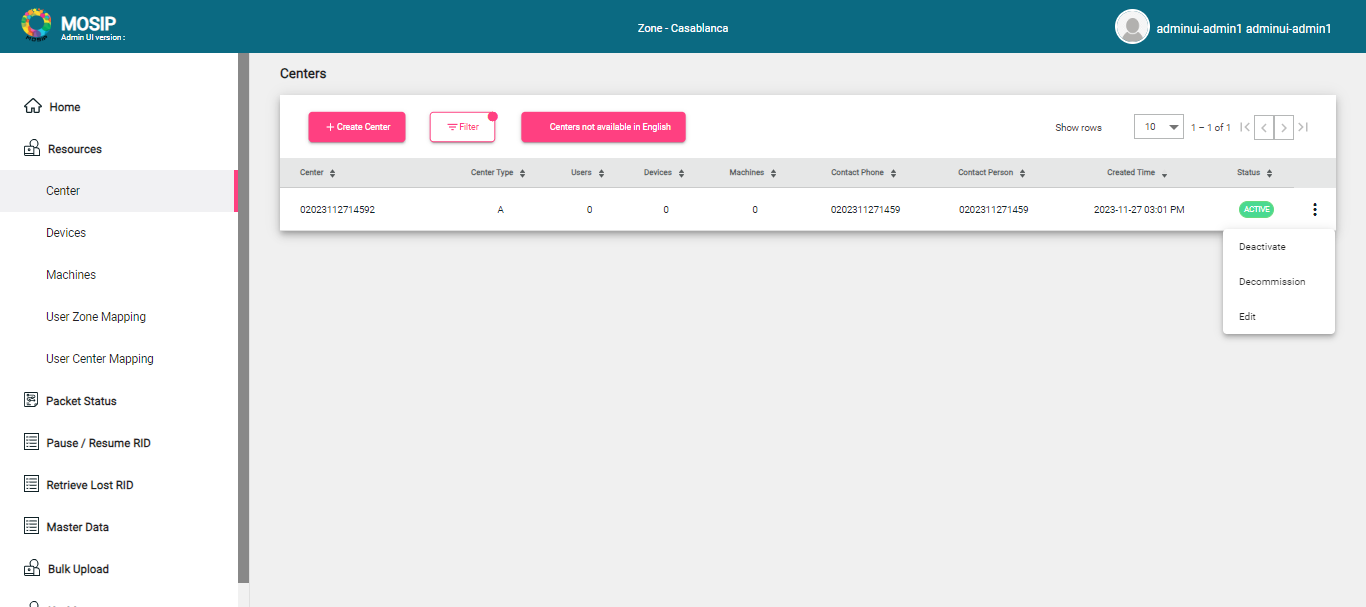 MOSIP
Admin UI version :
Zone - Casablanca
adminui-admin1 adminui-admin1
Home
Resources
Center
Devices
Machines
User Zone Mapping
User Center Mapping
Packet Status
Pause / Resume RID
Retrieve Lost RID
Master Data
Bulk Upload
Centers
+ Create Center
Filter
Centers not available in English
Show rows 10 1 – 1 of 1
Center Center Type Users Devices Machines Contact Phone Contact Person Created Time Status
02023112714592 A 0 0 0 0202311271459 0202311271459 2023-11-27 03:01 PM ACTIVE
Deactivate
Decommission
Edit